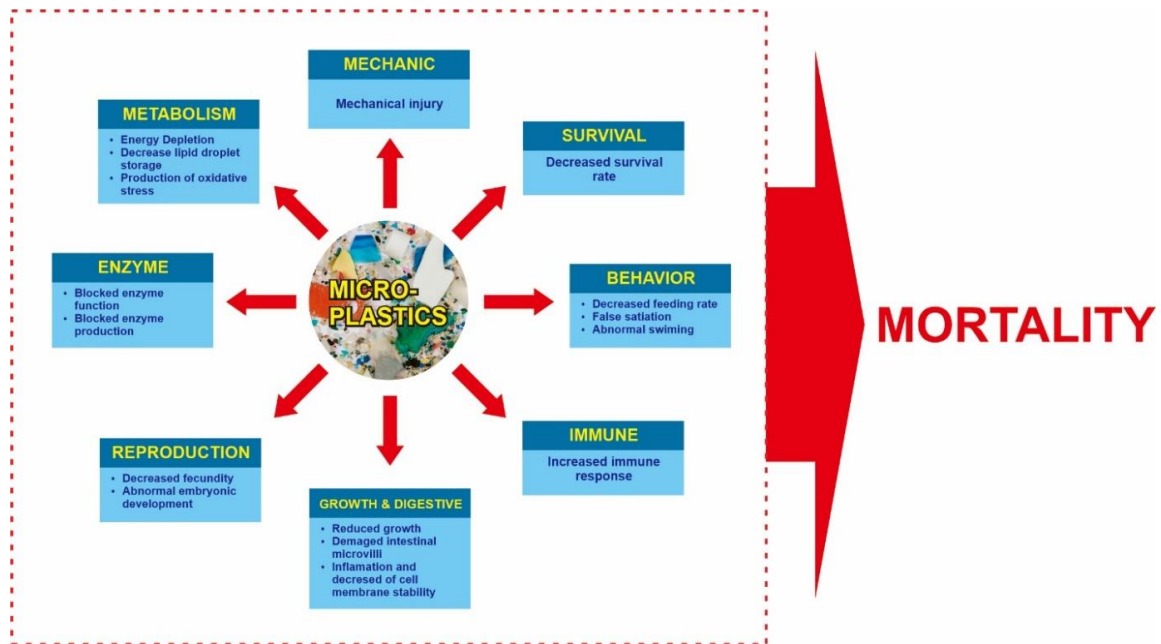 MECHANIC
Mechanical injury
METABOLISM
• Energy Depletion
• Decrease lipid droplet
storage
• Production of oxidative
stress
SURVIVAL
Decreased survival
rate
ENZYME
• Blocked enzyme
function
• Blocked enzyme
production
MICRO-
PLASTICS
BEHAVIOR
• Decreased feeding rate
• False satiation
• Abnormal swiming
MORTALITY
REPRODUCTION
• Decreased fecundity
• Abnormal embryonic
development
GROWTH & DIGESTIVE
• Reduced growth
• Demaged intestinal
microvilli
• Inflamation and
decresed of cell
membrane stability
IMMUNE
Increased immune
response